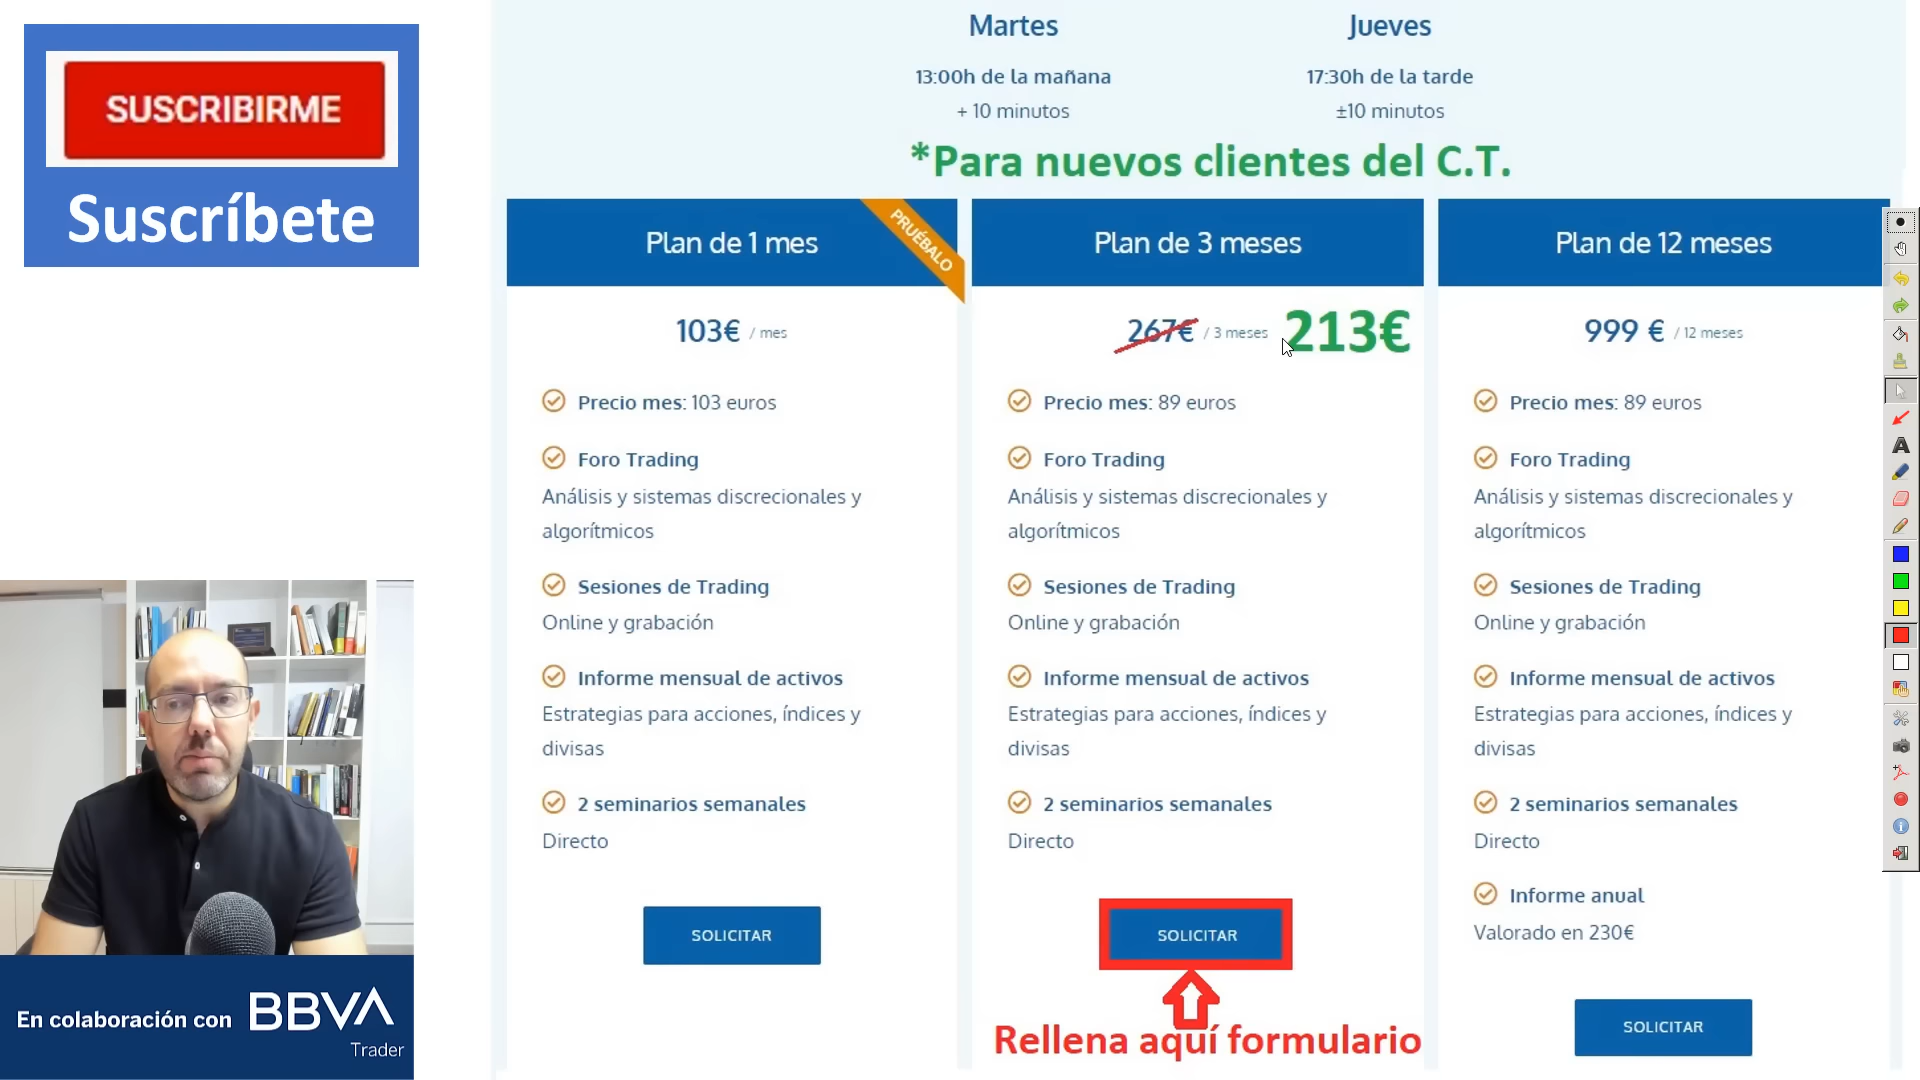 SUSCRIBIRME
Suscríbete
Martes
13:00h de la mañana
+ 10 minutos
Jueves
17:30h de la tarde
±10 minutos
*Para nuevos clientes del C.T.
Plan de 1 mes
PRUÉBALO
103€ / mes
Precio mes: 103 euros
Foro Trading
Análisis y sistemas discrecionales y
algorítmicos
Sesiones de Trading
Online y grabación
Informe mensual de activos
Estrategias para acciones, índices y
divisas
2 seminarios semanales
Directo
SOLICITAR
Plan de 3 meses
267€ / 3 meses 213€
Precio mes: 89 euros
Foro Trading
Análisis y sistemas discrecionales y
algorítmicos
Sesiones de Trading
Online y grabación
Informe mensual de activos
Estrategias para acciones, índices y
divisas
2 seminarios semanales
Directo
SOLICITAR
Rellena aquí formulario
Plan de 12 meses
999 € / 12 meses
Precio mes: 89 euros
Foro Trading
Análisis y sistemas discrecionales y
algorítmicos
Sesiones de Trading
Online y grabación
Informe mensual de activos
Estrategias para acciones, índices y
divisas
2 seminarios semanales
Directo
Informe anual
Valorado en 230€
SOLICITAR
En colaboración con BBVA
Trader